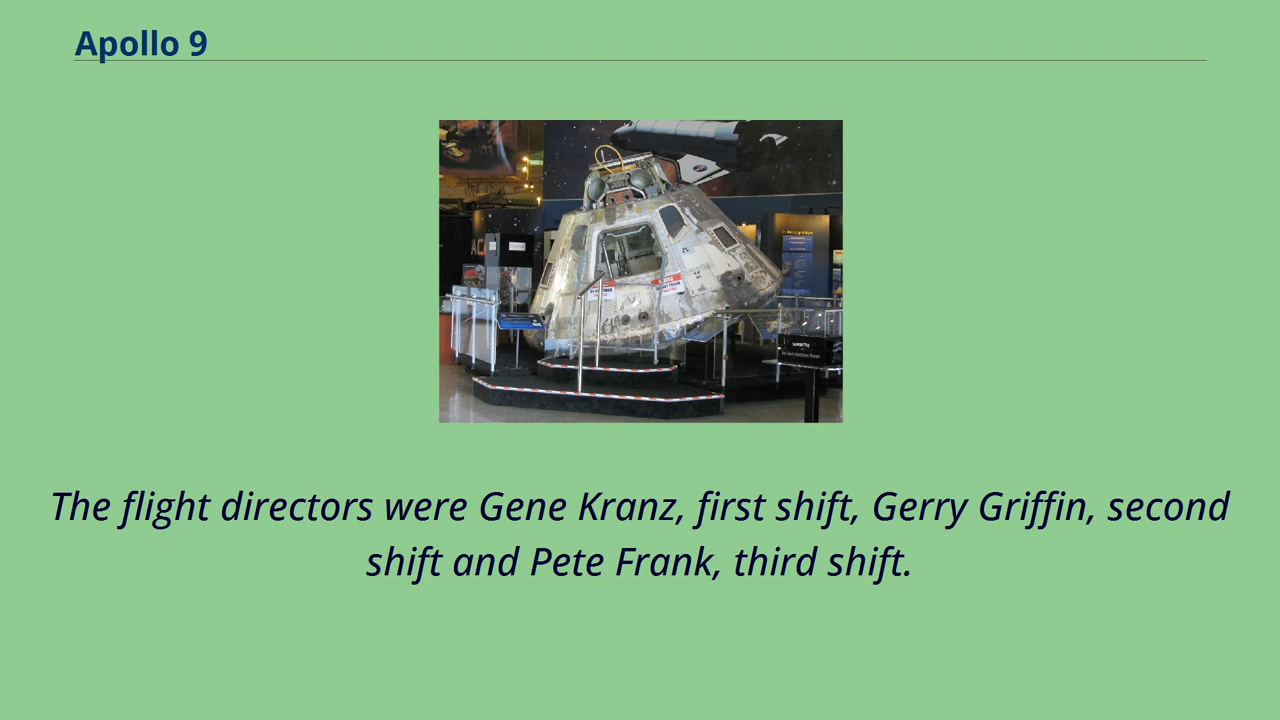 Apollo 9
The flight directors were Gene Kranz, first shift, Gerry Griffin, second
shift and Pete Frank, third shift.